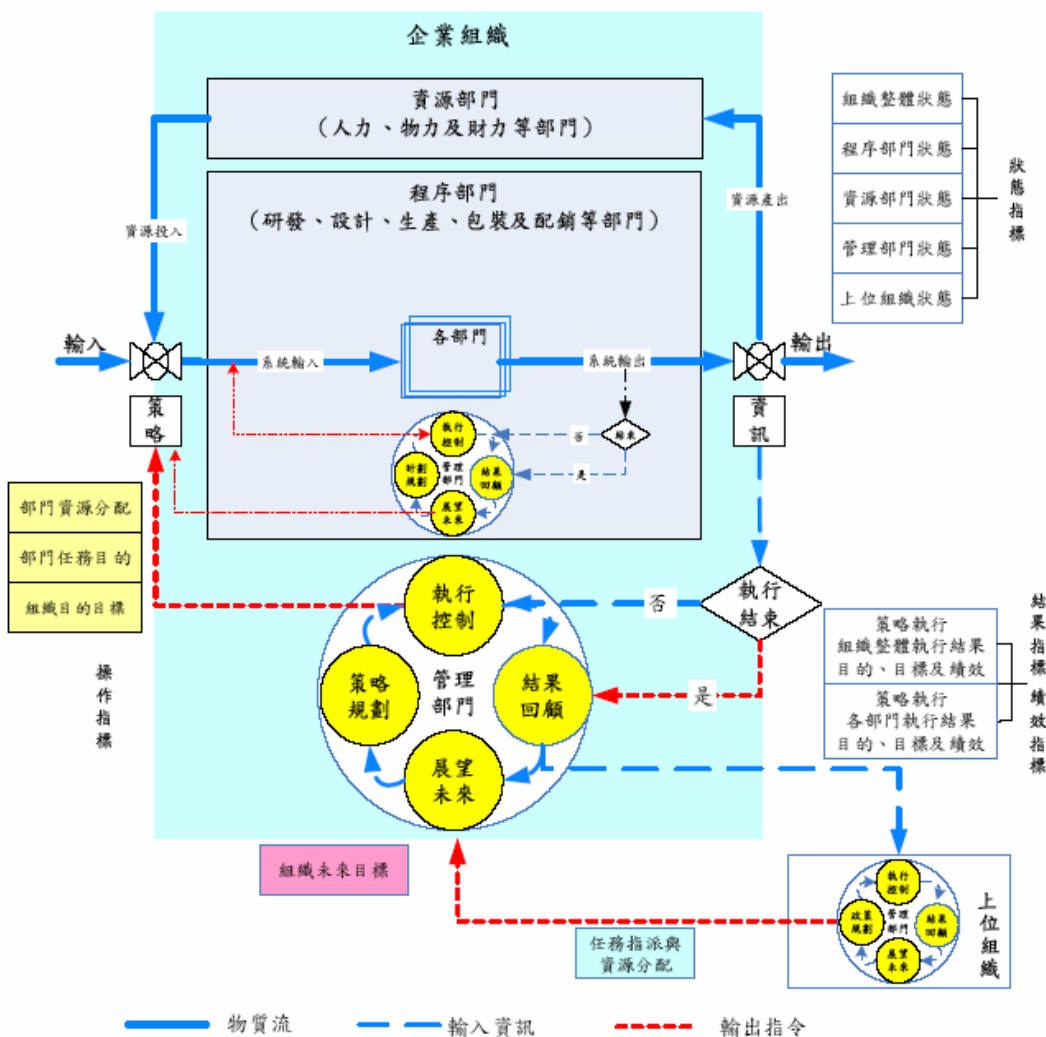 企業組織
資源部門
（人力、物力及財力等部門）
程序部門
（研發、設計、生產、包裝及配銷等部門）
資源投入
資源產出
組織整體狀態
程序部門狀態
資源部門狀態
管理部門狀態
上位組織狀態
狀態指標
輸入
系統輸入
各部門
系統輸出
輸出
策略
資訊
執行
控制
計劃
規劃
管理
部門
結果
回顧
展望
未來
否
結束
是
部門資源分配
部門任務目的
組織目的目標
操作指標
執行
控制
策略
規劃
管理
部門
結果
回顧
展望
未來
否
執行
結束
是
策略執行
組織整體執行結果
目的、目標及績效
策略執行
各部門執行結果
目的、目標及績效
結果指標
績效指標
組織未來目標
任務指派與
資源分配
執行
控制
政策
規劃
管理
部門
結果
回顧
展望
未來
上位組織
物質流
輸入資訊
輸出指令